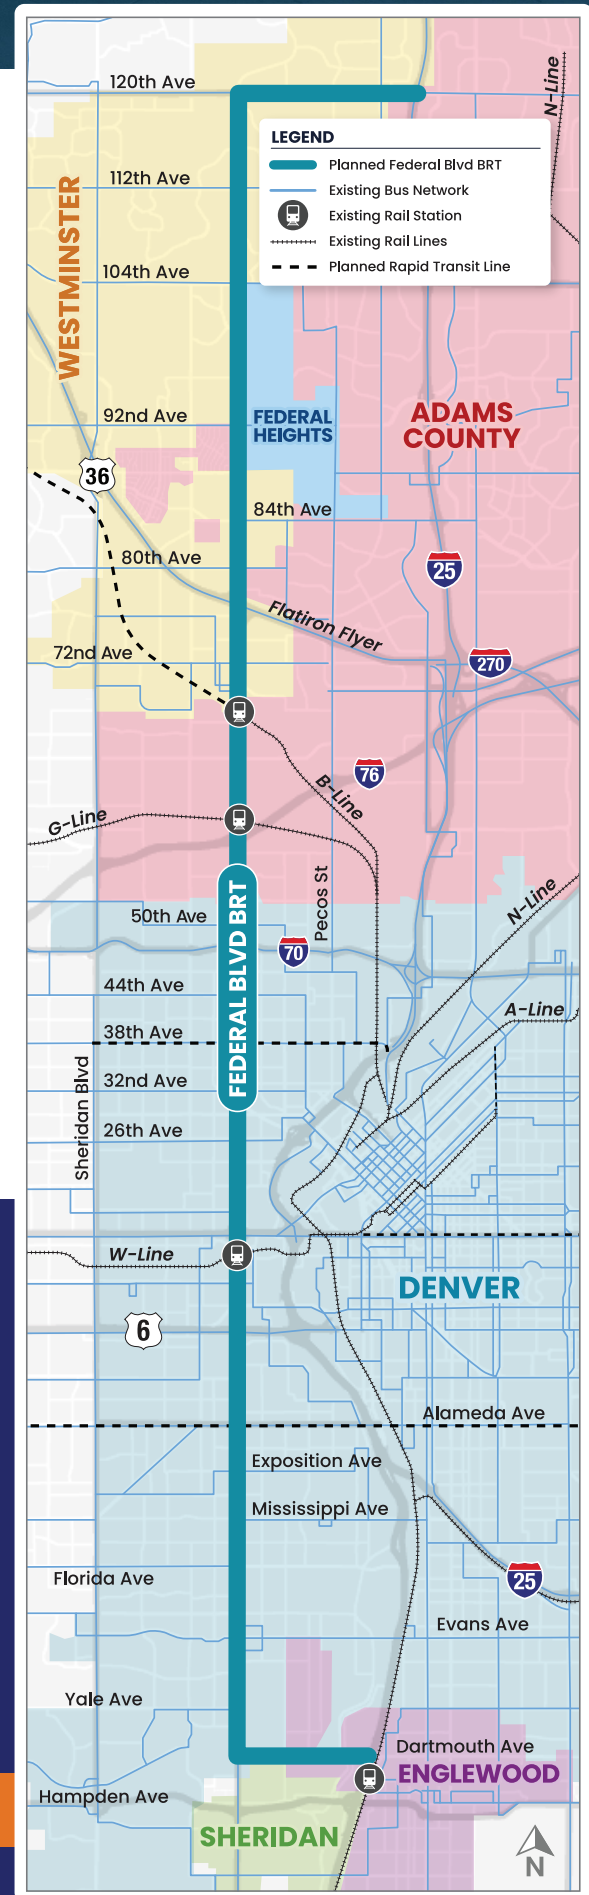 120th Ave
N-Line
LEGEND
Planned Federal Blvd BRT
Existing Bus Network
Existing Rail Station
Existing Rail Lines
Planned Rapid Transit Line
112th Ave
WESTMINSTER
104th Ave
92nd Ave
FEDERAL
HEIGHTS
ADAMS
COUNTY
36
84th Ave
80th Ave
25
Flatiron Flyer
72nd Ave
270
76
B-Line
G-Line
Pecos St
N-Line
FEDERAL BLVD BRT
50th Ave
70
44th Ave
A-Line
38th Ave
Sheridan Blvd
32nd Ave
26th Ave
W-Line
DENVER
6
Alameda Ave
Exposition Ave
Mississippi Ave
Florida Ave
25
Evans Ave
Yale Ave
Dartmouth Ave
ENGLEWOOD
Hampden Ave
SHERIDAN
N